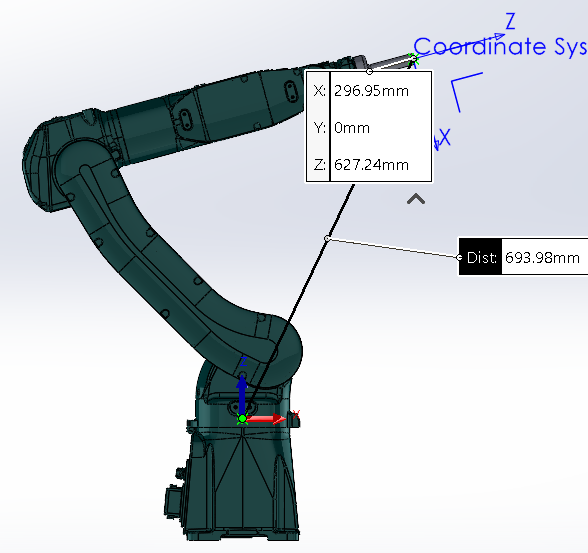 Z
Coordinate Sys
X: 296.95mm
Y: 0mm
Z: 627.24mm
X
Dist: 693.98mm
Z
X